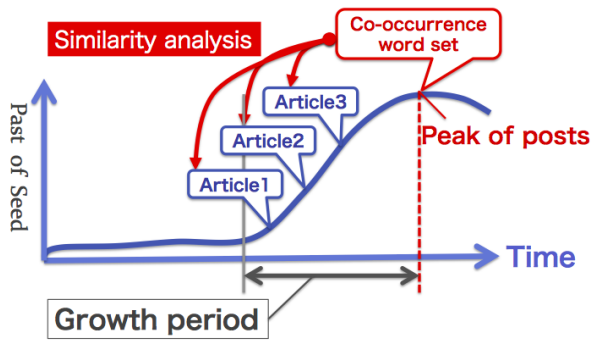 Similarity analysis
Co-occurrence
word set
Article3
Article2
Article1
Peak of posts
Past of Seed
Time
Growth period